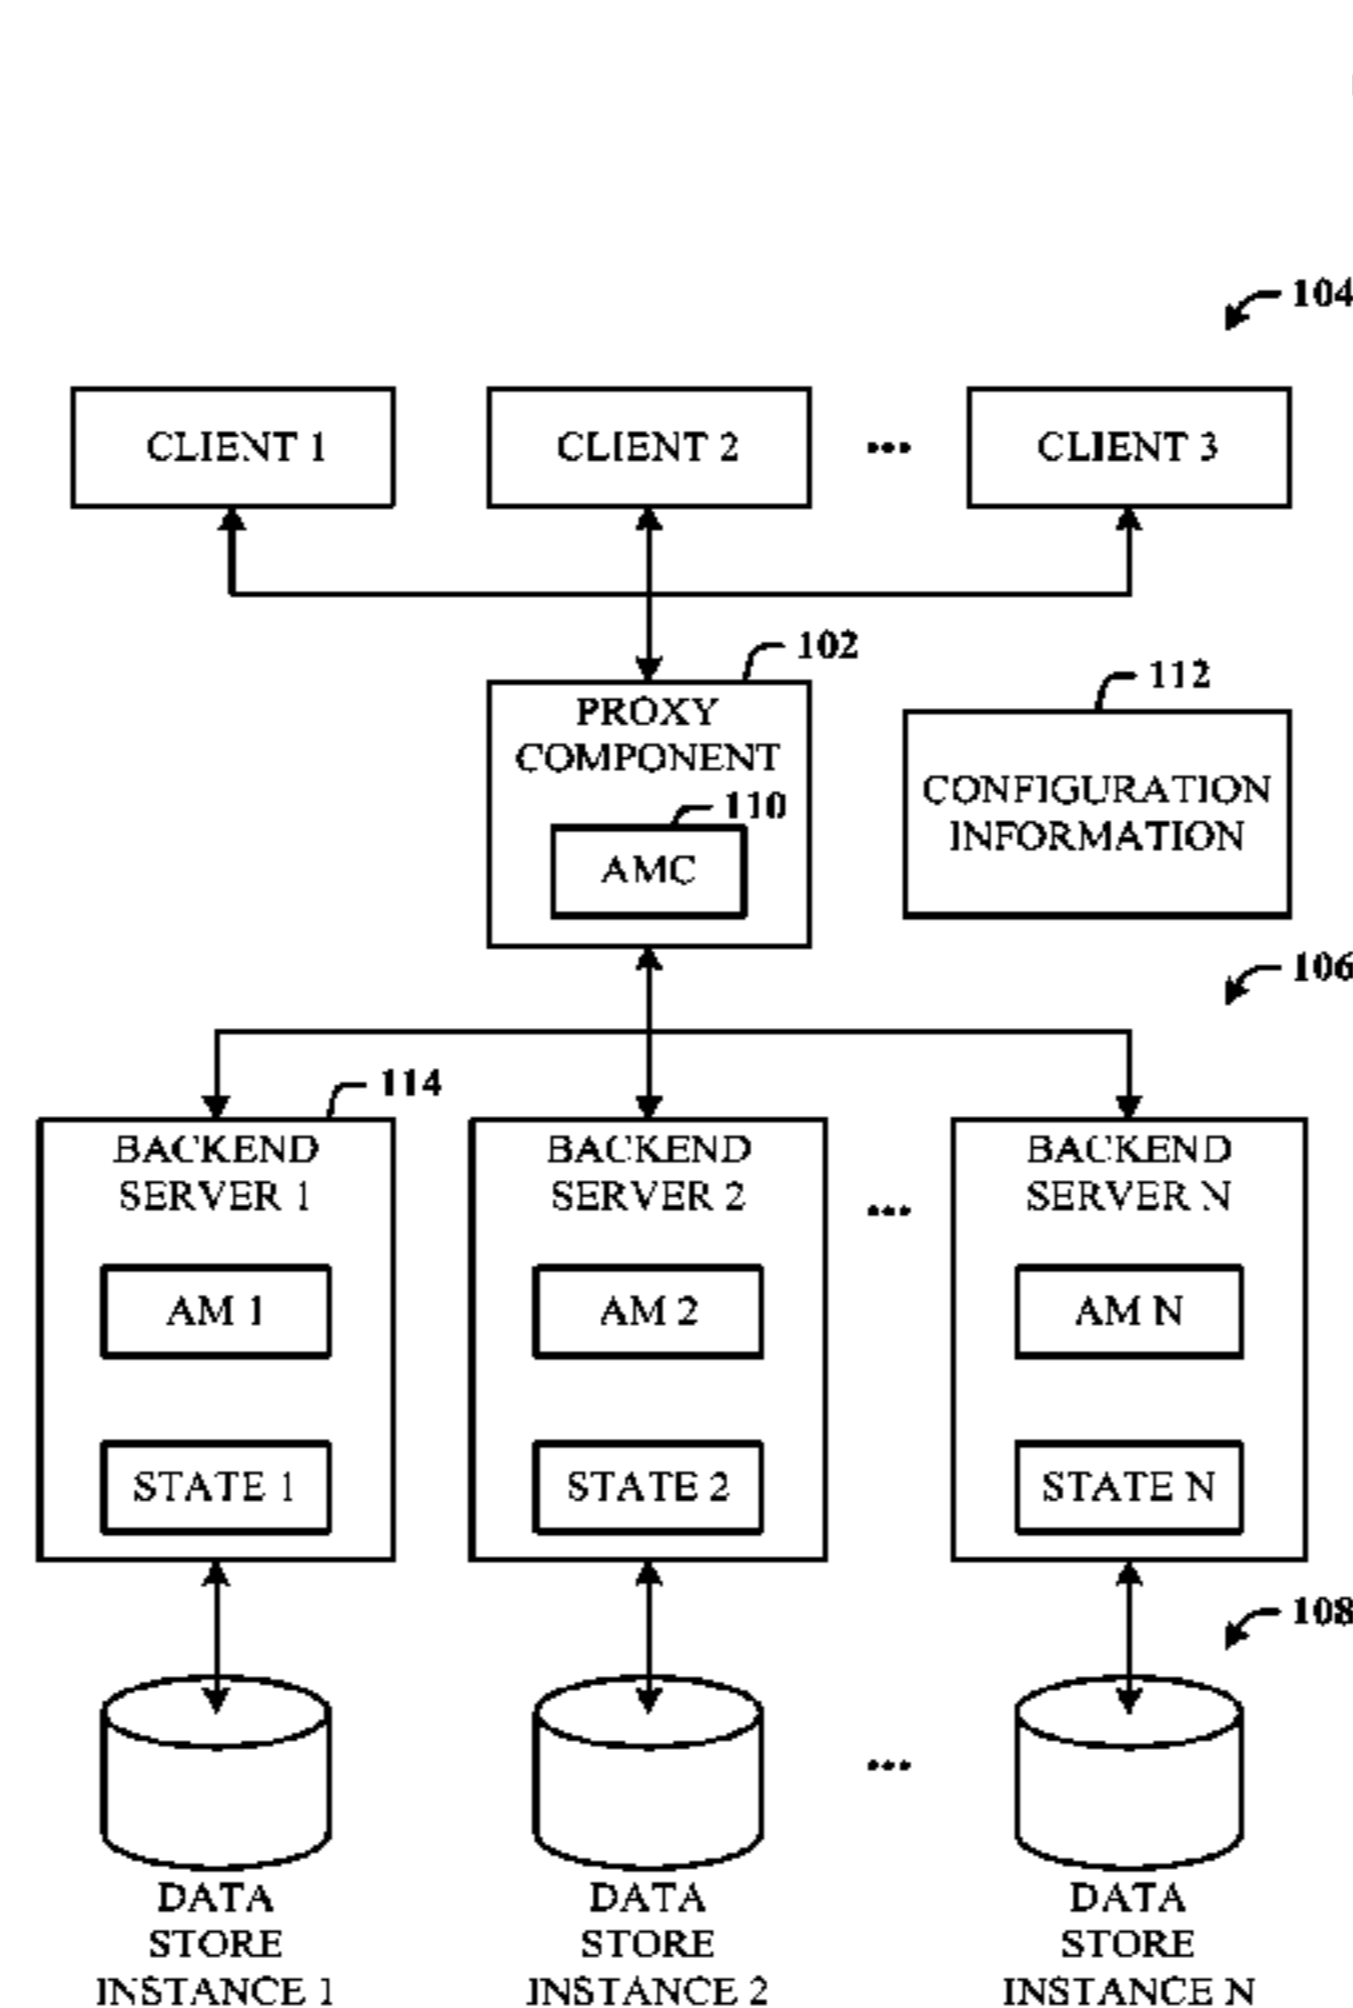 104
CLIENT 1
CLIENT 2
...
CLIENT 3
102
PROXY
COMPONENT
110
AMC
112
CONFIGURATION
INFORMATION
106
114
BACKEND
SERVER 1
AM 1
STATE 1
BACKEND
SERVER 2
AM 2
STATE 2
...
BACKEND
SERVER N
AM N
STATE N
108
DATA
STORE
INSTANCE 1
DATA
STORE
INSTANCE 2
...
DATA
STORE
INSTANCE N